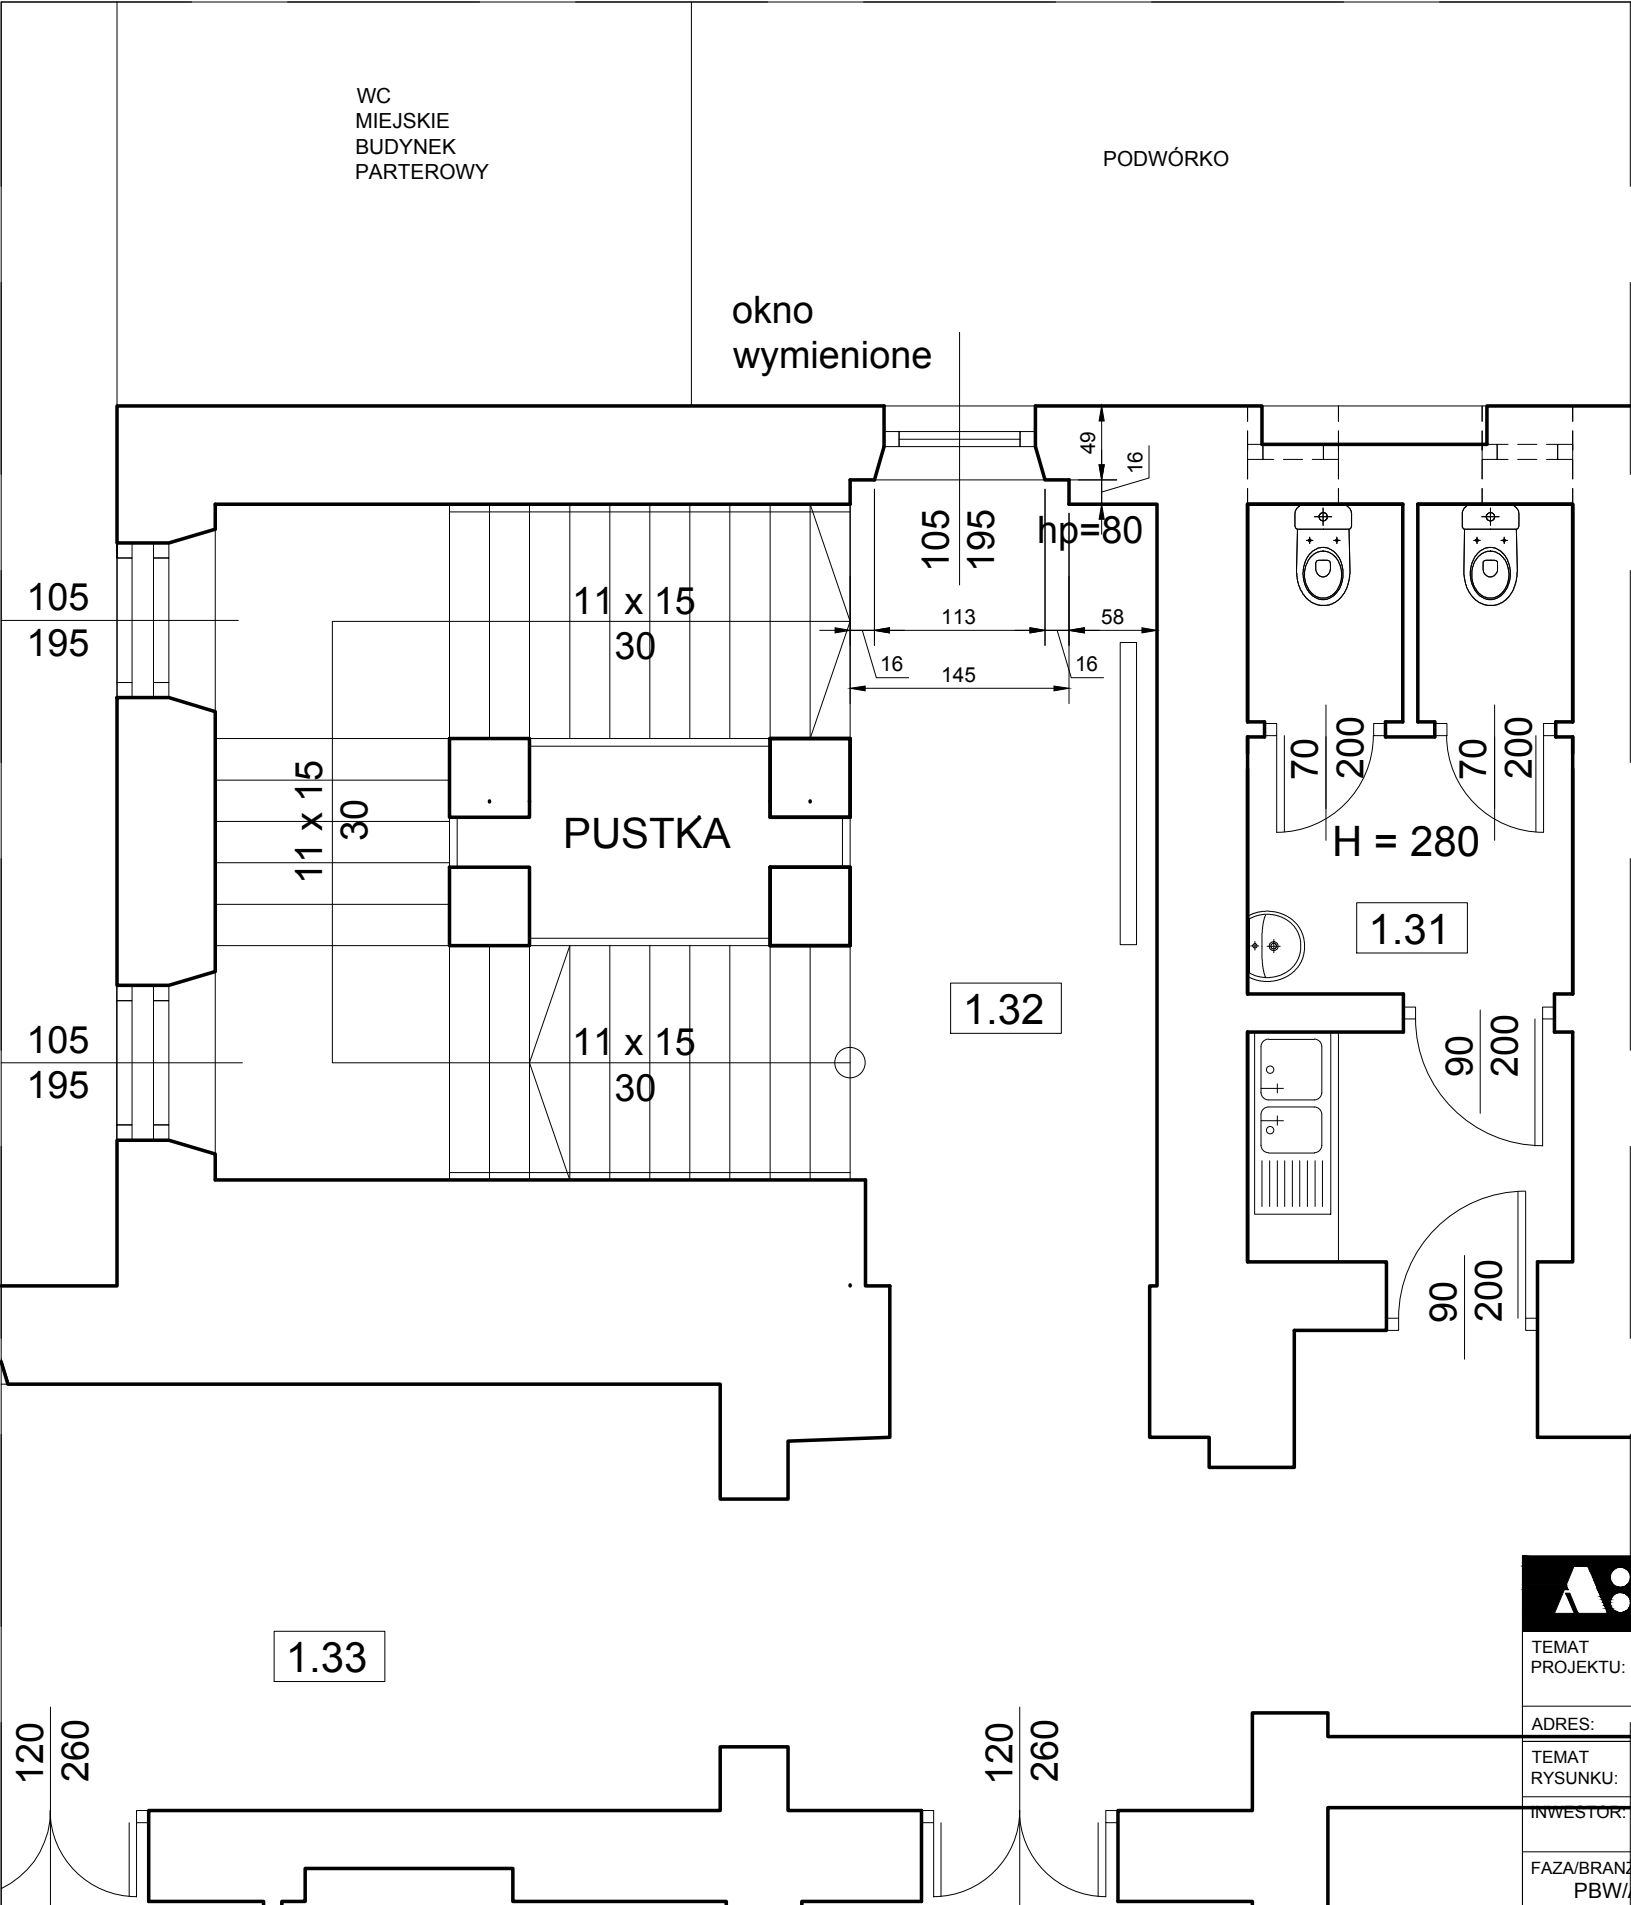 WC
MIEJSKIE
BUDYNEK
PARTEROWY
PODWÓRKO
okno
wymienione
49
16
105
195
hp=80
105
195
11 x 15
30
113
58
16
16
145
70
200
70
200
11 x 15
30
PUSTKA
H = 280
1.31
1.32
105
195
11 x 15
30
90
200
90
200
1.33
120
260
120
260
A:
TEMAT
PROJEKTU:
ADRES:
TEMAT
RYSUNKU:
INWESTOR:
FAZA/BRANŻ
PBW/